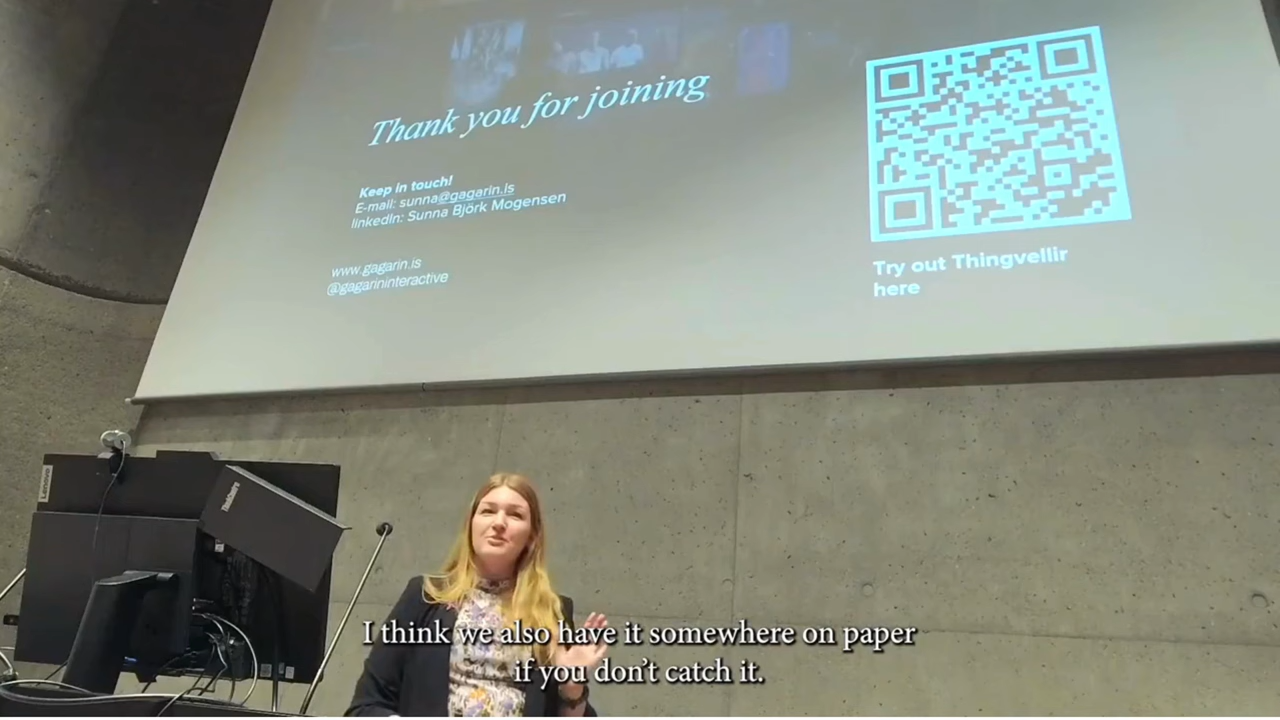 Thank you for joining
Keep in touch!
E-mail: sunna@gagarin.is
linkedIn: Sunna Björk Mogensen
www.gagarin.is
@gagarininteractive
Try out Thingvellir
here
Lenovo
ThinkCentre
I think we also have it somewhere on paper
if you don't catch it.